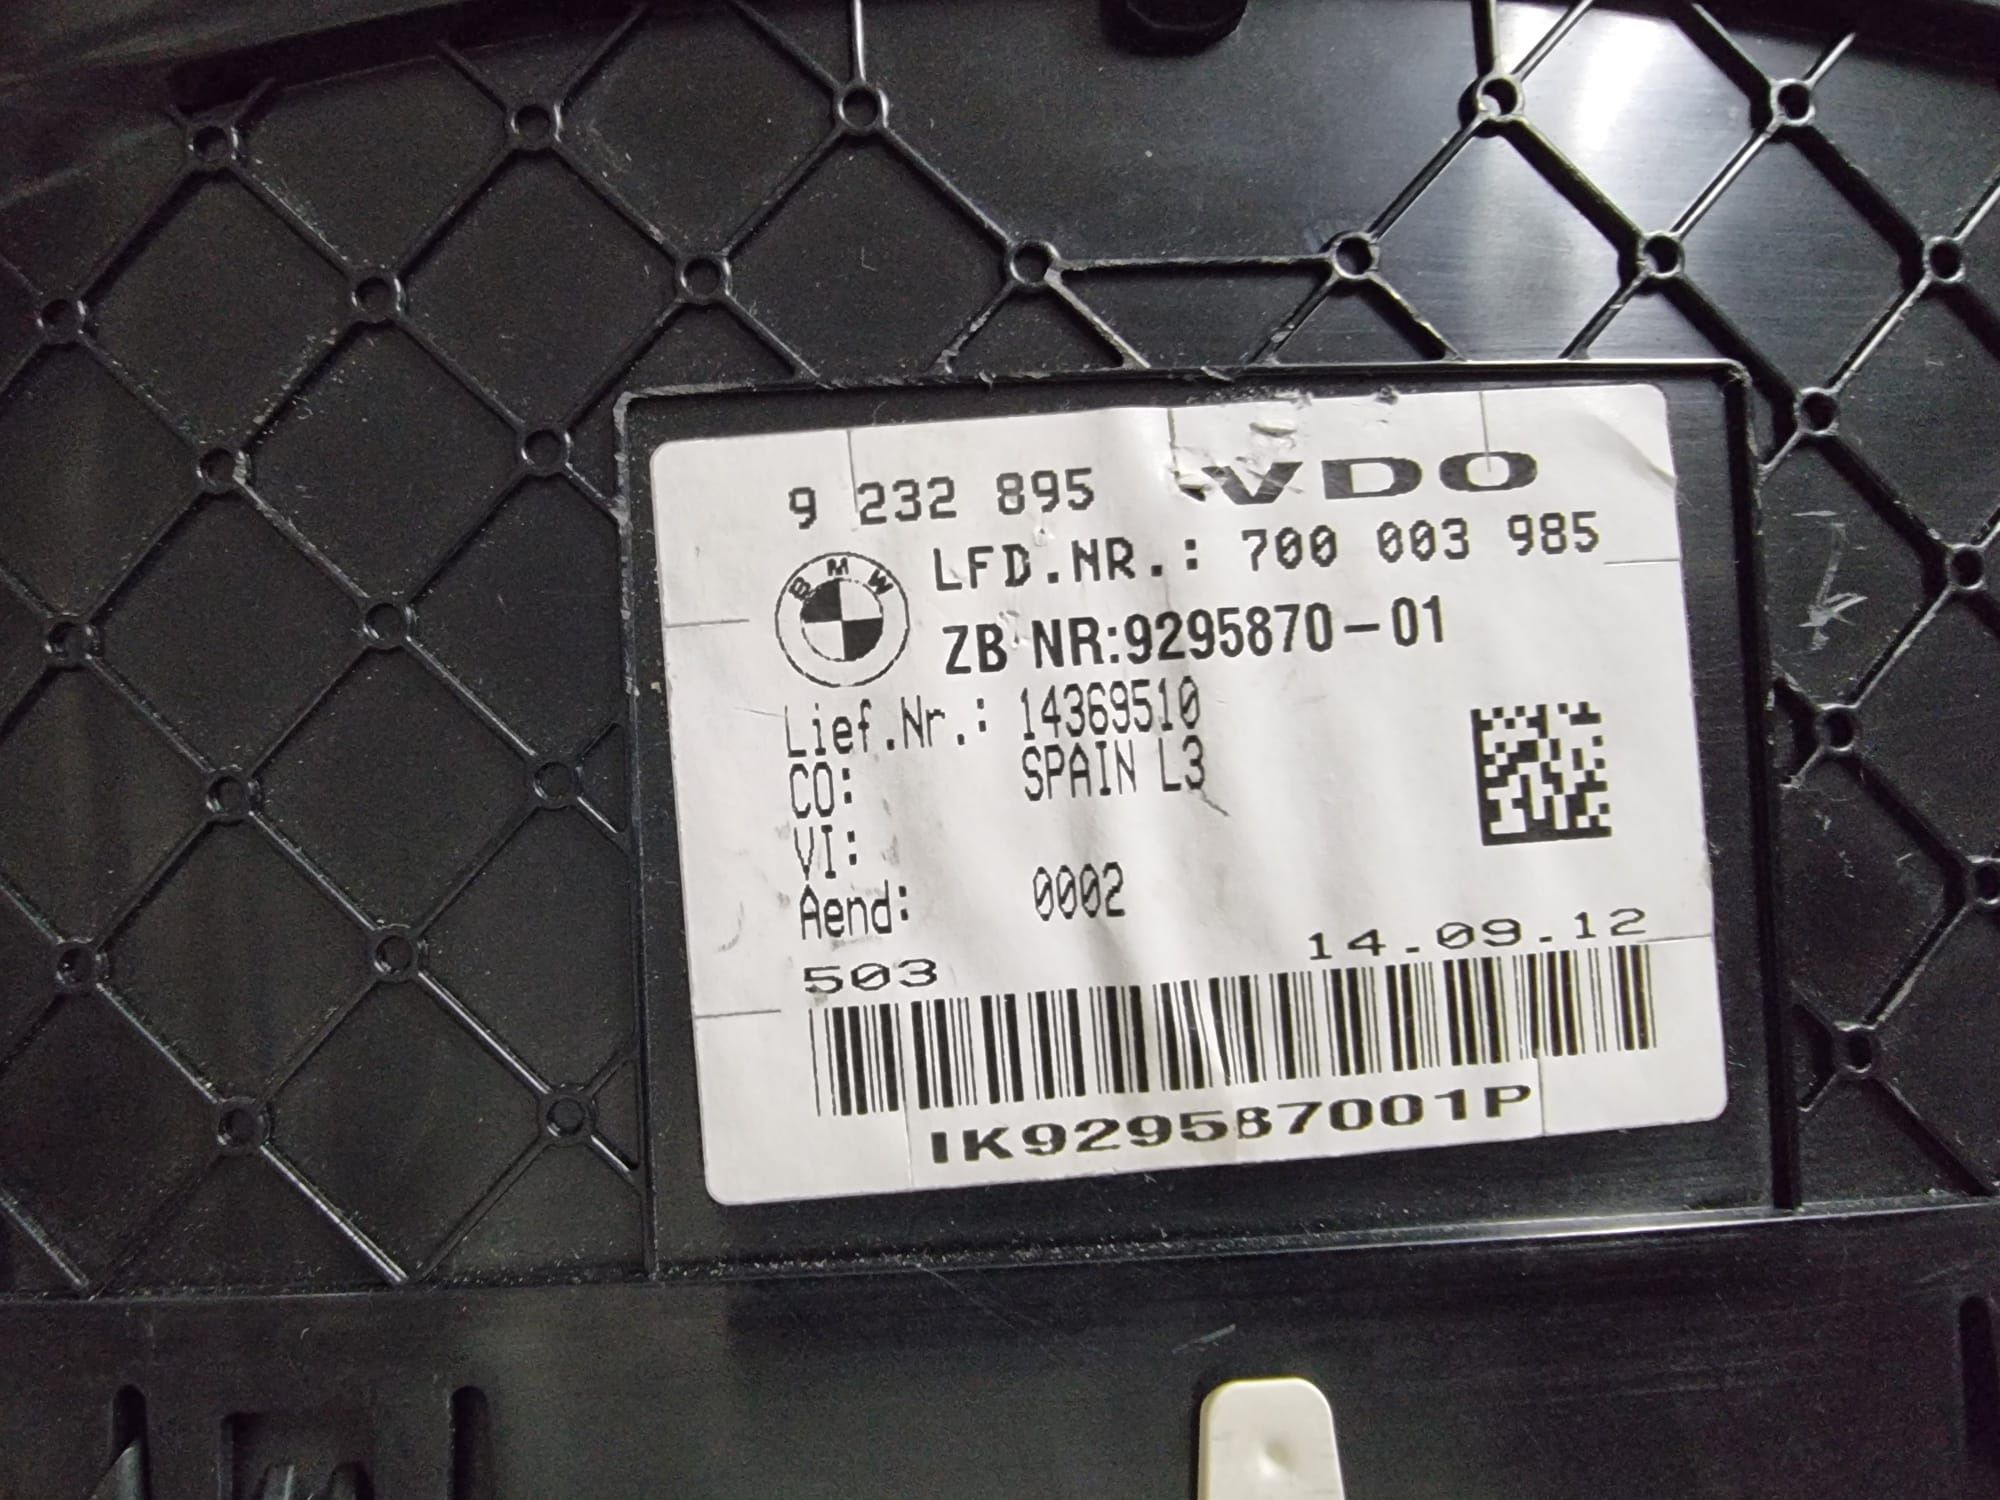 9 232 895 VDO
BMW
LFD.NR.: 700 003 985
ZB NR:9295870-01
Lief.Nr.: 14369510
CO: SPAIN L3
VI:
Aend: 0002
503 14.09.12
IK929587001P